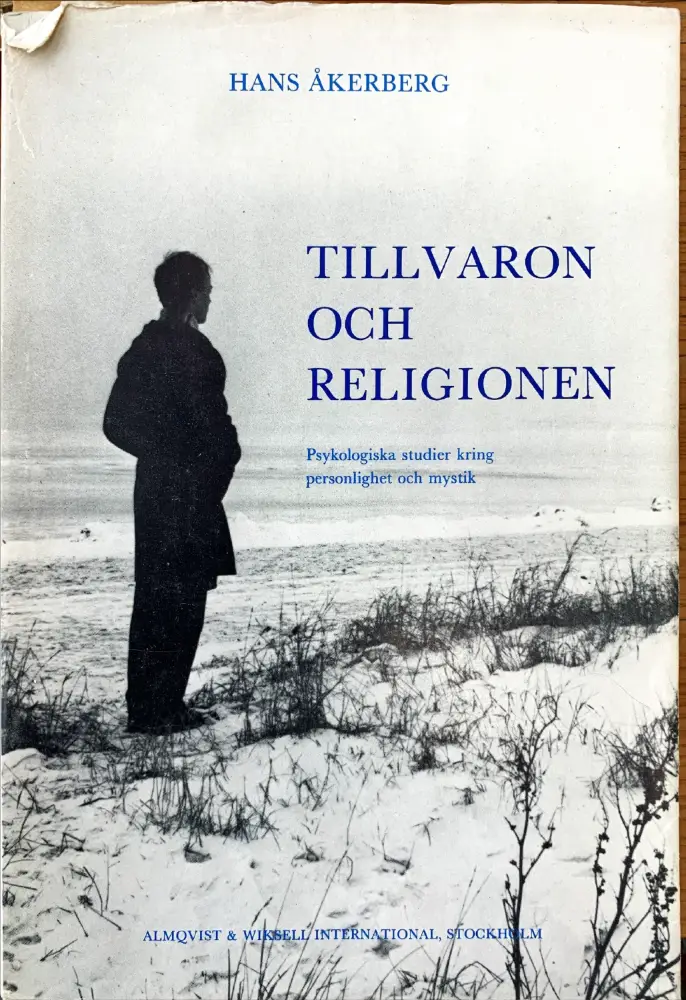 HANS ÅKERBERG
TILLVARON
OCH
RELIGIONEN
Psykologiska studier kring
personlighet och mystik
ALMQVIST & WIKSELL INTERNATIONAL, STOCKHOLM